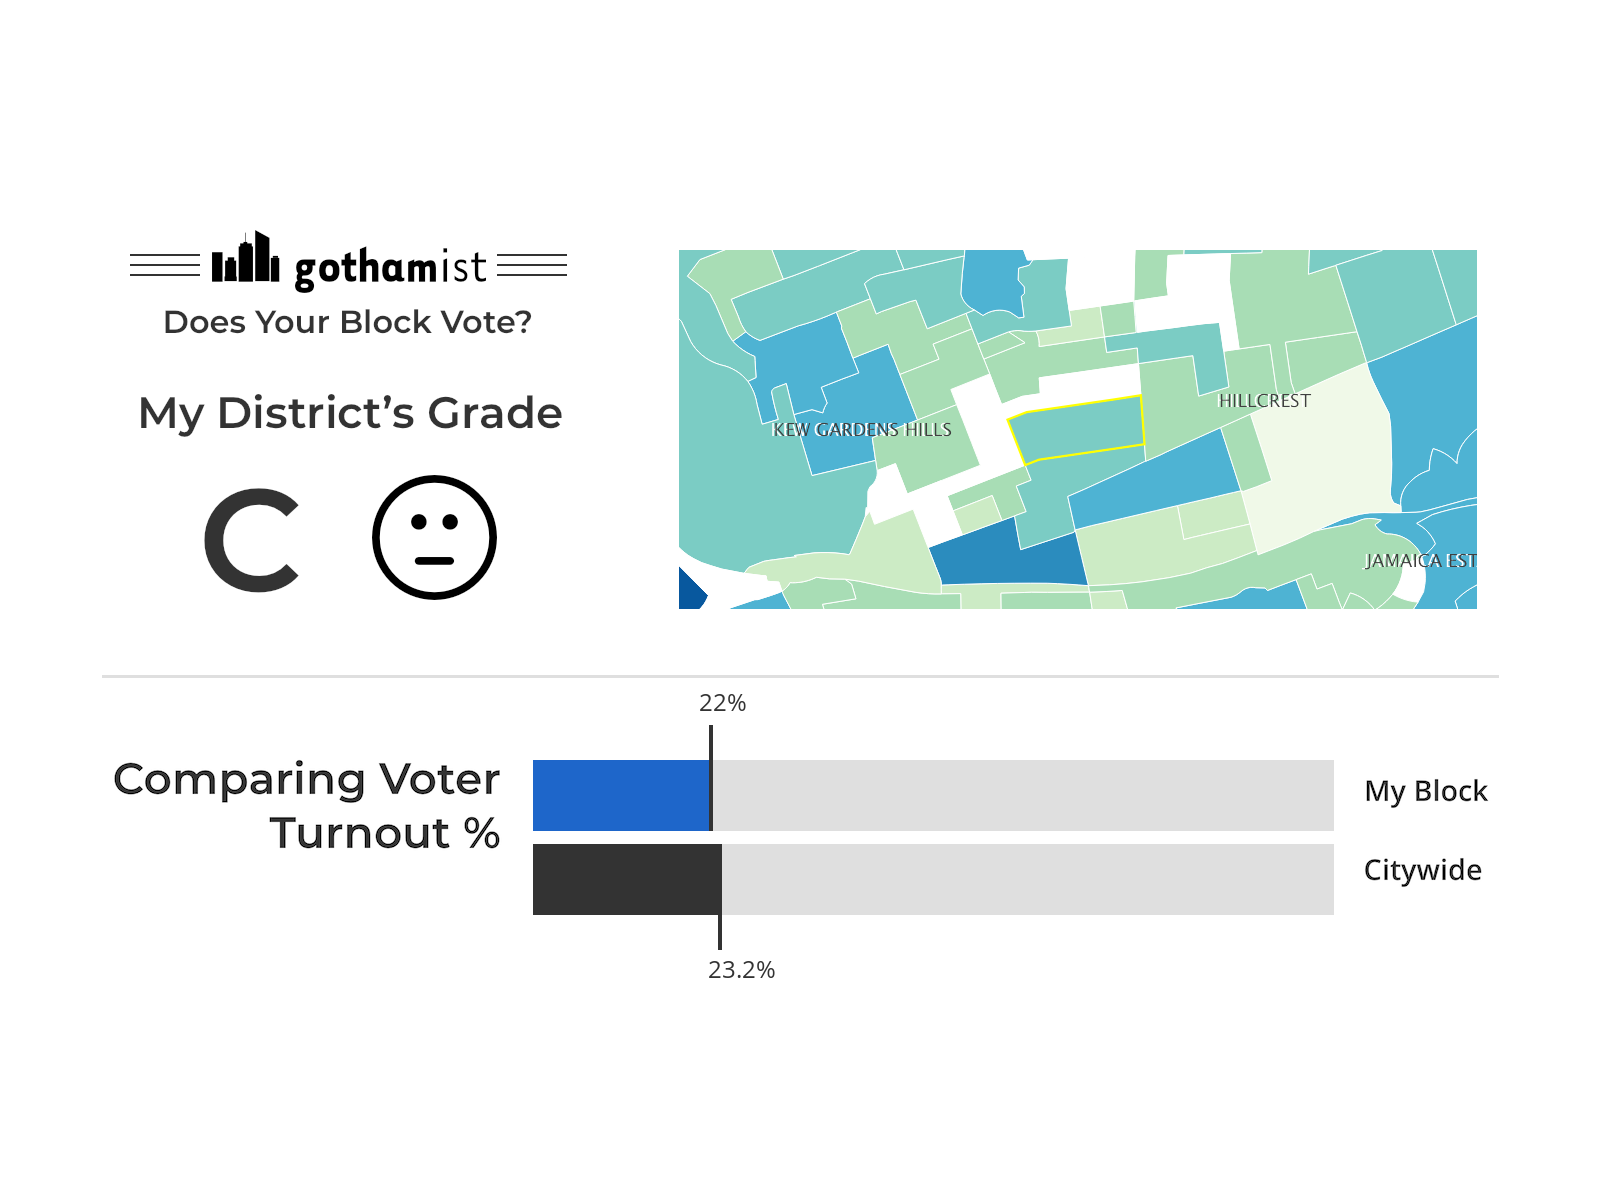 gothamist
Does Your Block Vote?
My District's Grade
C
HILLCREST
KEW GARDENS HILLS
JAMAICA EST
22%
Comparing Voter
Turnout %
My Block
Citywide
23.2%